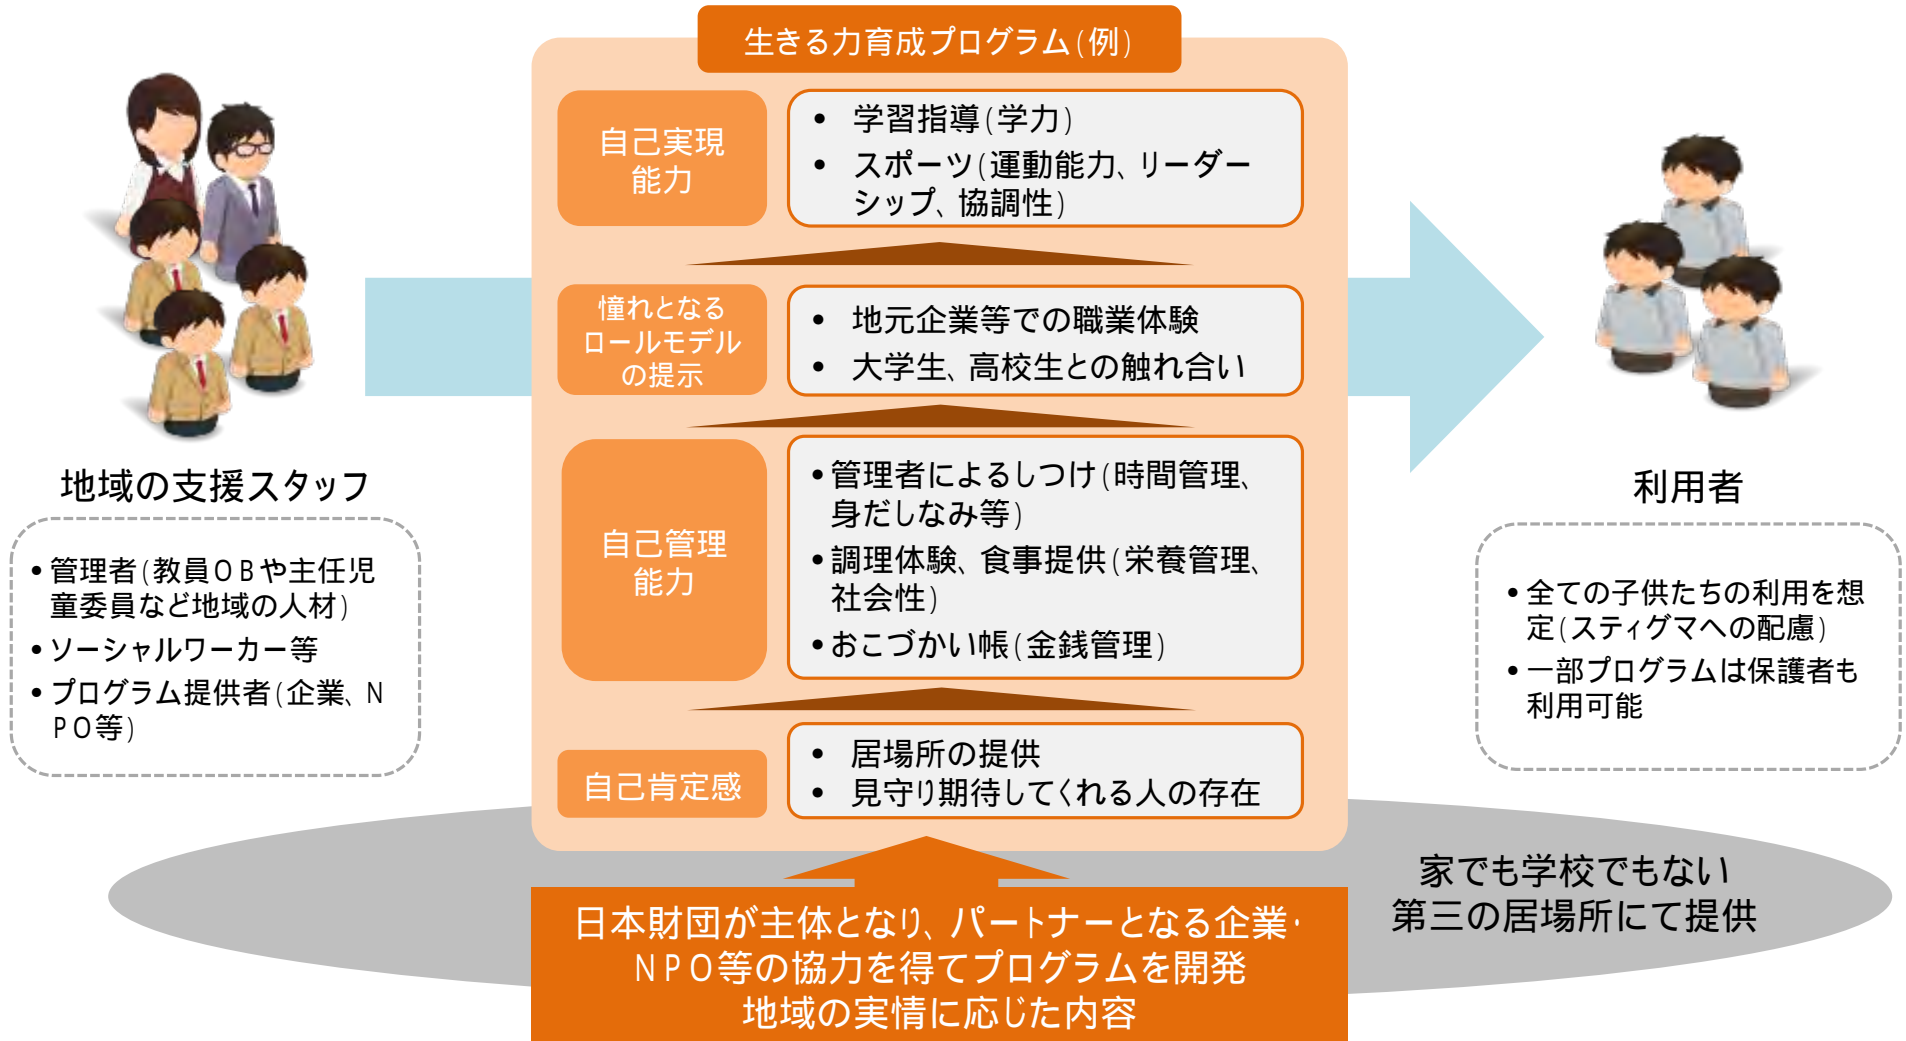 生きる力育成プログラム(例)
自己実現
能力
• 学習指導(学力)
• スポーツ(運動能力、リーダー
シップ、協調性)
憧れとなる
ロールモデル
の提示
• 地元企業等での職業体験
• 大学生、高校生との触れ合い
自己管理
能力
•管理者によるしつけ(時間管理、
身だしなみ等)
•調理体験、食事提供(栄養管理、
社会性)
•おこづかい帳(金銭管理)
自己肯定感
• 居場所の提供
• 見守り期待してくれる人の存在
地域の支援スタッフ
•管理者(教員OBや主任児
童委員など地域の人材)
•ソーシャルワーカー等
•プログラム提供者(企業、N
PO等)
利用者
•全ての子供たちの利用を想
定(スティグマへの配慮)
•一部プログラムは保護者も
利用可能
家でも学校でもない
第三の居場所にて提供
日本財団が主体となり、パートナーとなる企業・
NPO等の協力を得てプログラムを開発
地域の実情に応じた内容